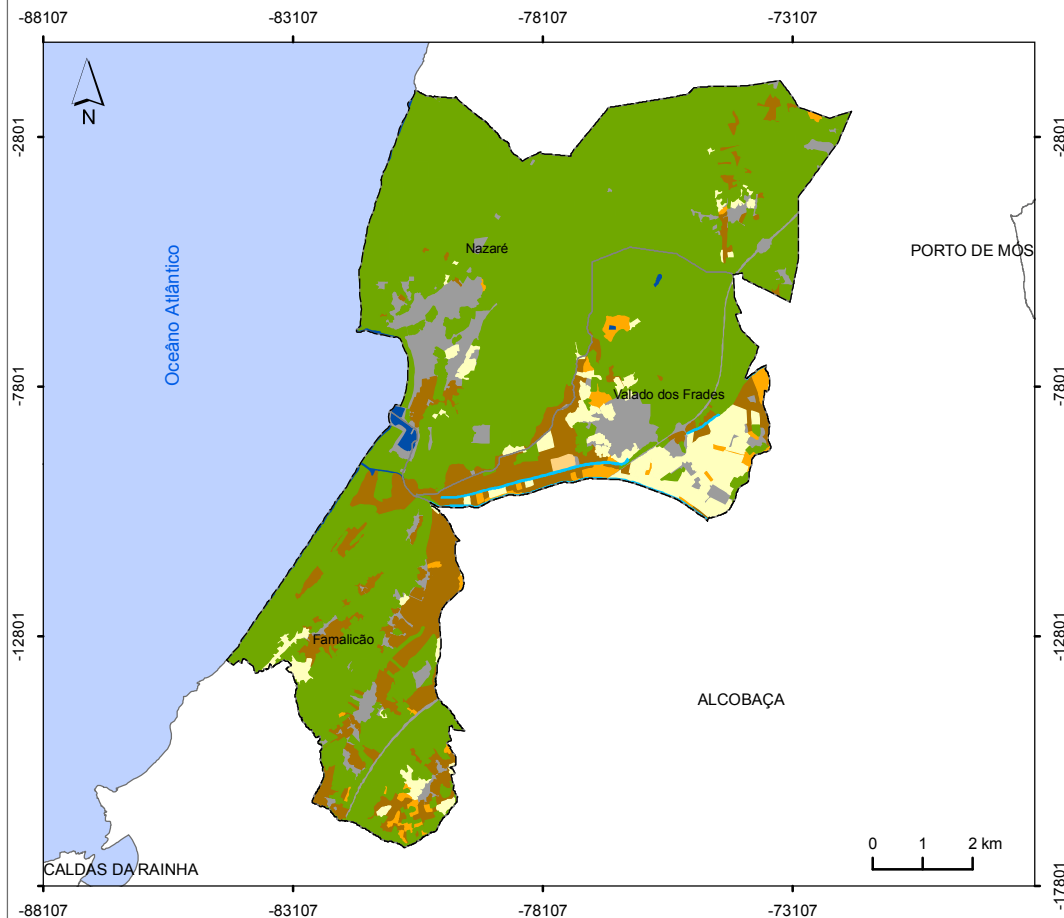 -88107
-83107
-78107
-73107
N
-2801
-2801
Nazaré
PORTO DE MÓS
Oceâno Atlântico
-7801
-7801
Valado dos Frades
-12801
-12801
Famalicão
ALCOBAÇA
0 1 2 km
CALDAS DA RAINHA
-17801
-88107
-83107
-78107
-73107